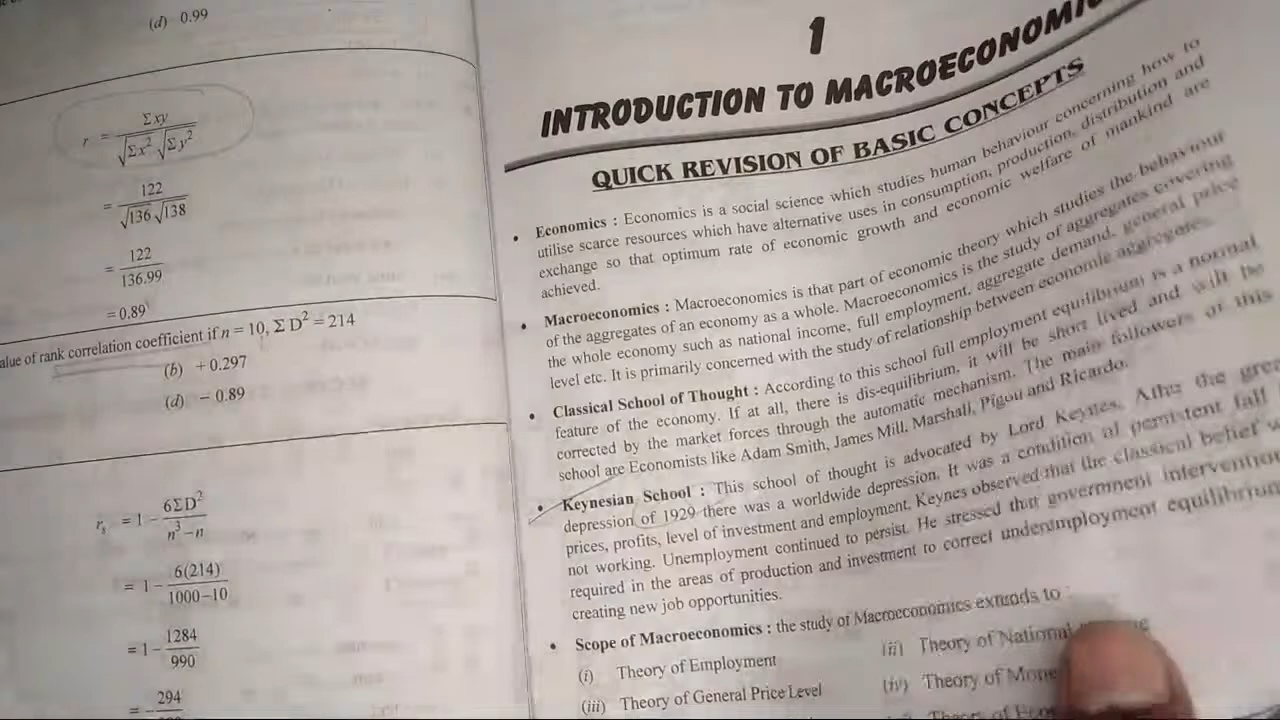 (d) 0.99
r = Σxy / √Σx² √Σy²
= 122 / √136 √138
= 122 / 136.99
= 0.89
alue of rank correlation coefficient if n = 10, Σ D² = 214
(b) + 0.297
(d) − 0.89
rs = 1 − 6ΣD² / n³ − n
= 1 − 6(214) / 1000−10
= 1 − 1284 / 990
= − 294
1
INTRODUCTION TO MACROECONOMI
QUICK REVISION OF BASIC CONCEPTS
• Economics : Economics is a social science which studies human behaviour concerning how to
utilise scarce resources which have alternative uses in consumption, production, distribution and
exchange so that optimum rate of economic growth and economic welfare of mankind are
achieved.
• Macroeconomics : Macroeconomics is that part of economic theory which studies the behaviour
of the aggregates of an economy as a whole. Macroeconomics is the study of aggregates covering
the whole economy such as national income, full employment, aggregate demand, general price
level etc. It is primarily concerned with the study of relationship between economic aggregates.
• Classical School of Thought : According to this school full employment equilibrium is a normal
feature of the economy. If at all, there is dis-equilibrium, it will be short lived and will be
corrected by the market forces through the automatic mechanism. The main followers of this
school are Economists like Adam Smith, James Mill, Marshall, Pigou and Ricardo.
• Keynesian School : This school of thought is advocated by Lord Keynes. After the grea
depression of 1929 there was a worldwide depression. It was a condition of persistent fall
prices, profits, level of investment and employment. Keynes observed that the classical belief w
not working. Unemployment continued to persist. He stressed that government interventio
required in the areas of production and investment to correct underemployment equilibrium
creating new job opportunities.
• Scope of Macroeconomics : the study of Macroeconomics extends to :
(i) Theory of Employment
(ii) Theory of National
(iii) Theory of General Price Level
(iv) Theory of Mone
Theory of